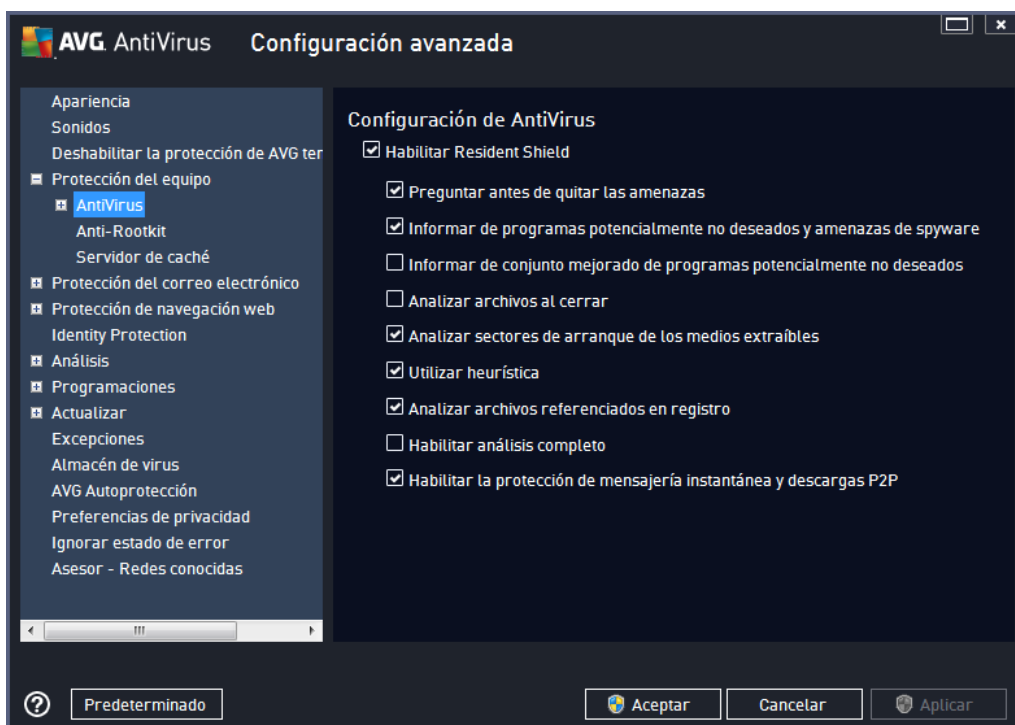 AVG. AntiVirus Configuración avanzada
Apariencia
Sonidos
Deshabilitar la protección de AVG ter
Protección del equipo
AntiVirus
Anti-Rootkit
Servidor de caché
Protección del correo electrónico
Protección de navegación web
Identity Protection
Análisis
Programaciones
Actualizar
Excepciones
Almacén de virus
AVG Autoprotección
Preferencias de privacidad
Ignorar estado de error
Asesor - Redes conocidas
Configuración de AntiVirus
Habilitar Resident Shield
Preguntar antes de quitar las amenazas
Informar de programas potencialmente no deseados y amenazas de spyware
Informar de conjunto mejorado de programas potencialmente no deseados
Analizar archivos al cerrar
Analizar sectores de arranque de los medios extraíbles
Utilizar heurística
Analizar archivos referenciados en registro
Habilitar análisis completo
Habilitar la protección de mensajería instantánea y descargas P2P
? Predeterminado Aceptar Cancelar Aplicar